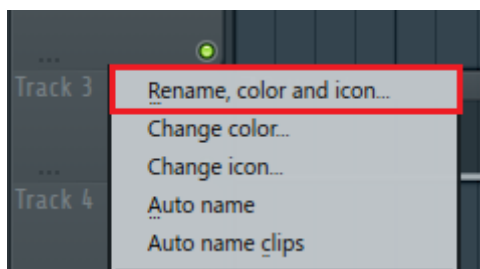 Track 3
Rename, color and icon...
Change color...
Change icon...
Track 4
Auto name
Auto name clips